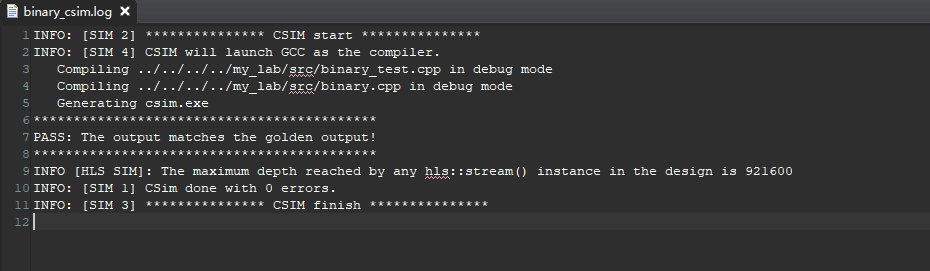 binary_csim.log
1 INFO: [SIM 2] *************** CSIM start ***************
2 INFO: [SIM 4] CSIM will launch GCC as the compiler.
3    Compiling ../../../../my_lab/src/binary_test.cpp in debug mode
4    Compiling ../../../../my_lab/src/binary.cpp in debug mode
5    Generating csim.exe
6 *******************************************
7 PASS: The output matches the golden output!
8 *******************************************
9 INFO [HLS SIM]: The maximum depth reached by any hls::stream() instance in the design is 921600
10 INFO: [SIM 1] CSim done with 0 errors.
11 INFO: [SIM 3] *************** CSIM finish ***************
12